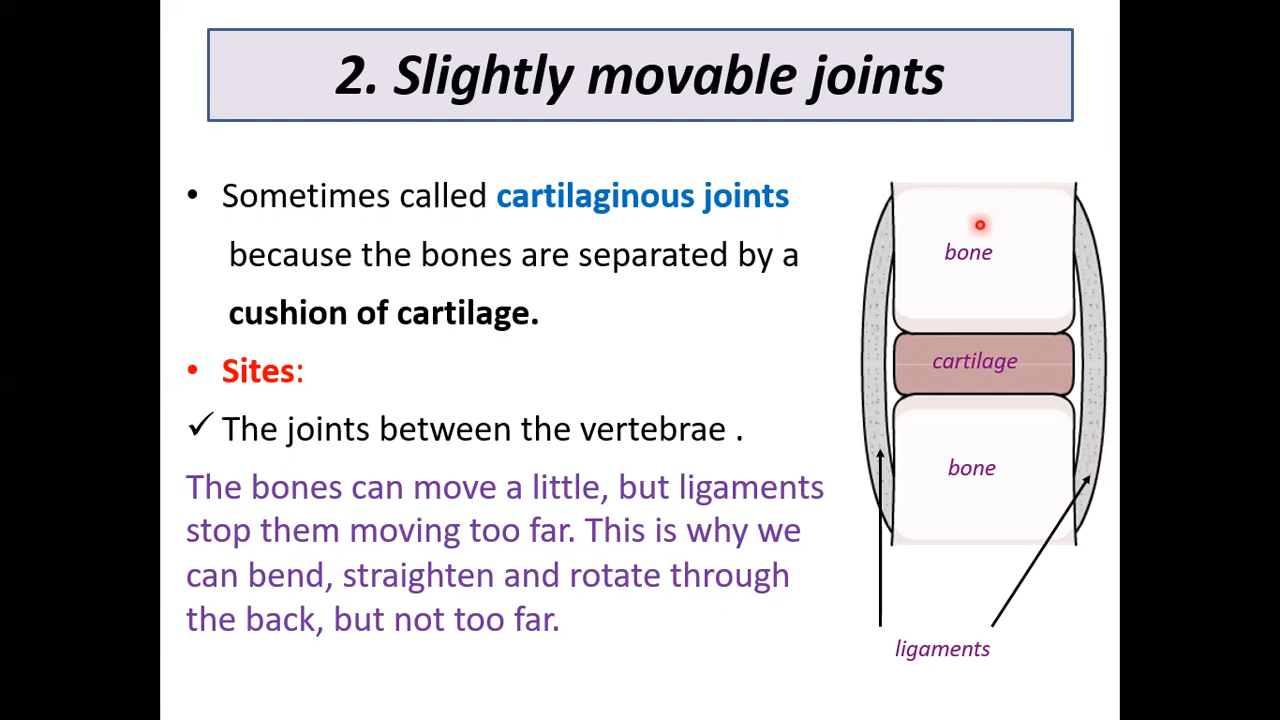 2. Slightly movable joints
• Sometimes called cartilaginous joints
because the bones are separated by a
cushion of cartilage.
• Sites:
✓ The joints between the vertebrae .
The bones can move a little, but ligaments
stop them moving too far. This is why we
can bend, straighten and rotate through
the back, but not too far.
bone
cartilage
bone
ligaments